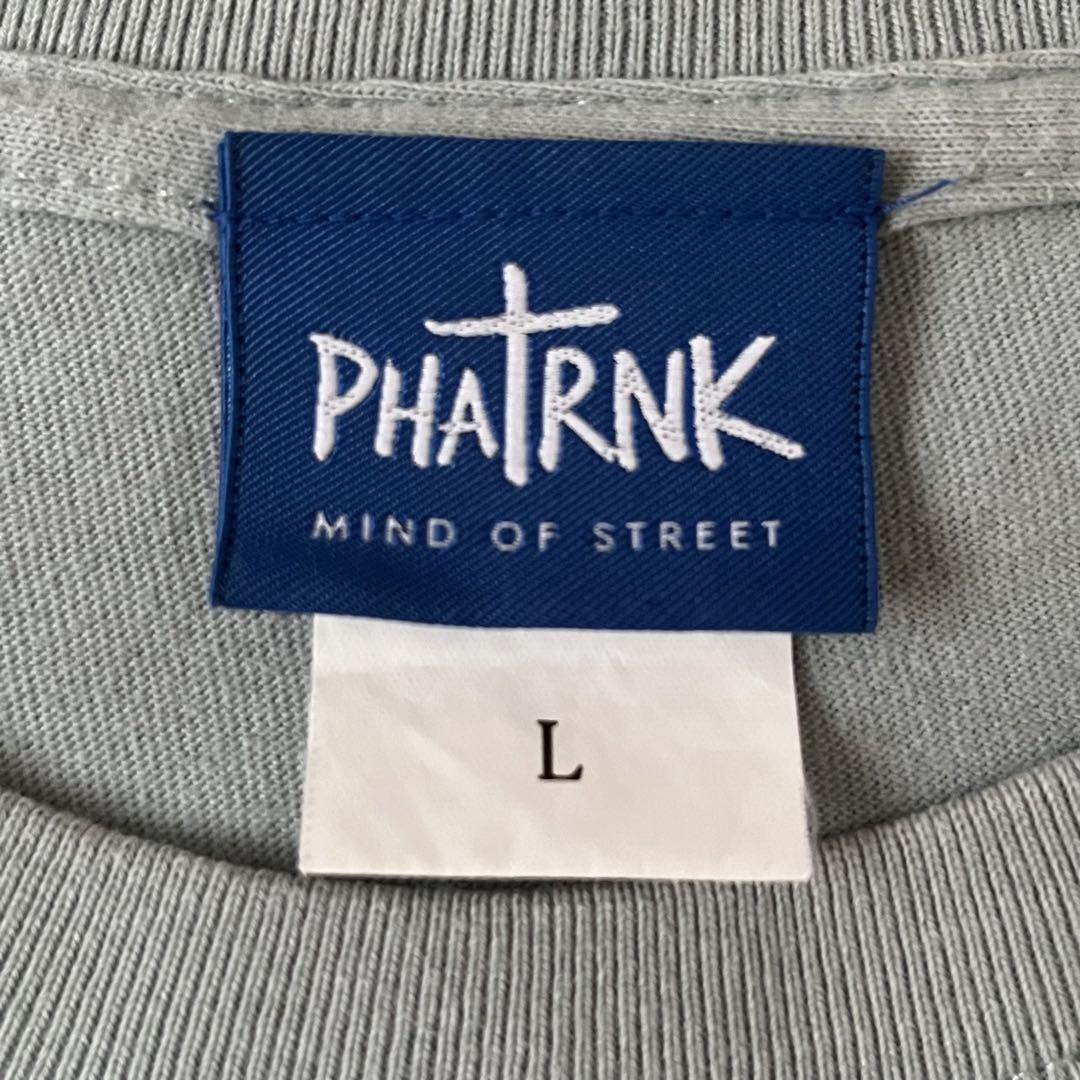 PHATRNK
MIND OF STREET
L